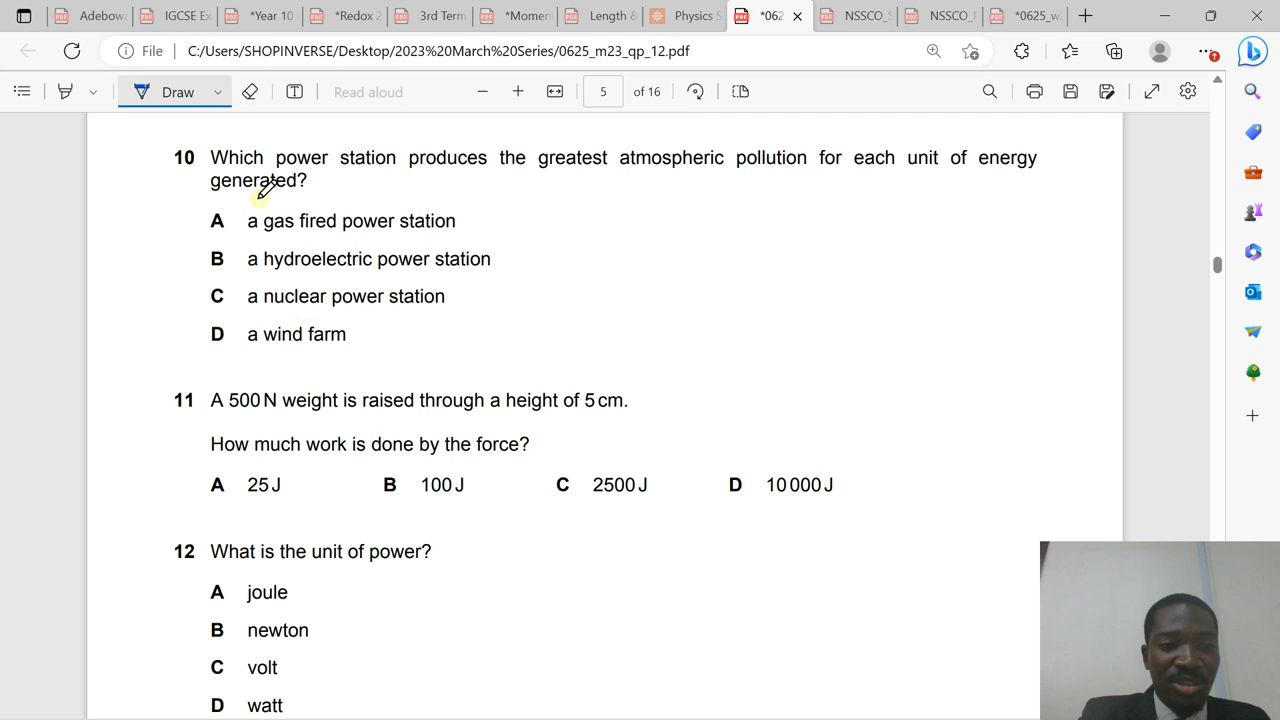 Adebow
IGCSE Ex
*Year 10
*Redox 2
3rd Term
*Momen
Length &
Physics S
*062
NSSCO_S
NSSCO_I
*0625_w
File
C:/Users/SHOPINVERSE/Desktop/2023%20March%20Series/0625_m23_qp_12.pdf
Draw
Read aloud
5
of 16
10 Which power station produces the greatest atmospheric pollution for each unit of energy
generated?
A a gas fired power station
B a hydroelectric power station
C a nuclear power station
D a wind farm
11 A 500 N weight is raised through a height of 5 cm.
How much work is done by the force?
A 25 J B 100 J C 2500 J D 10 000 J
12 What is the unit of power?
A joule
B newton
C volt
D watt